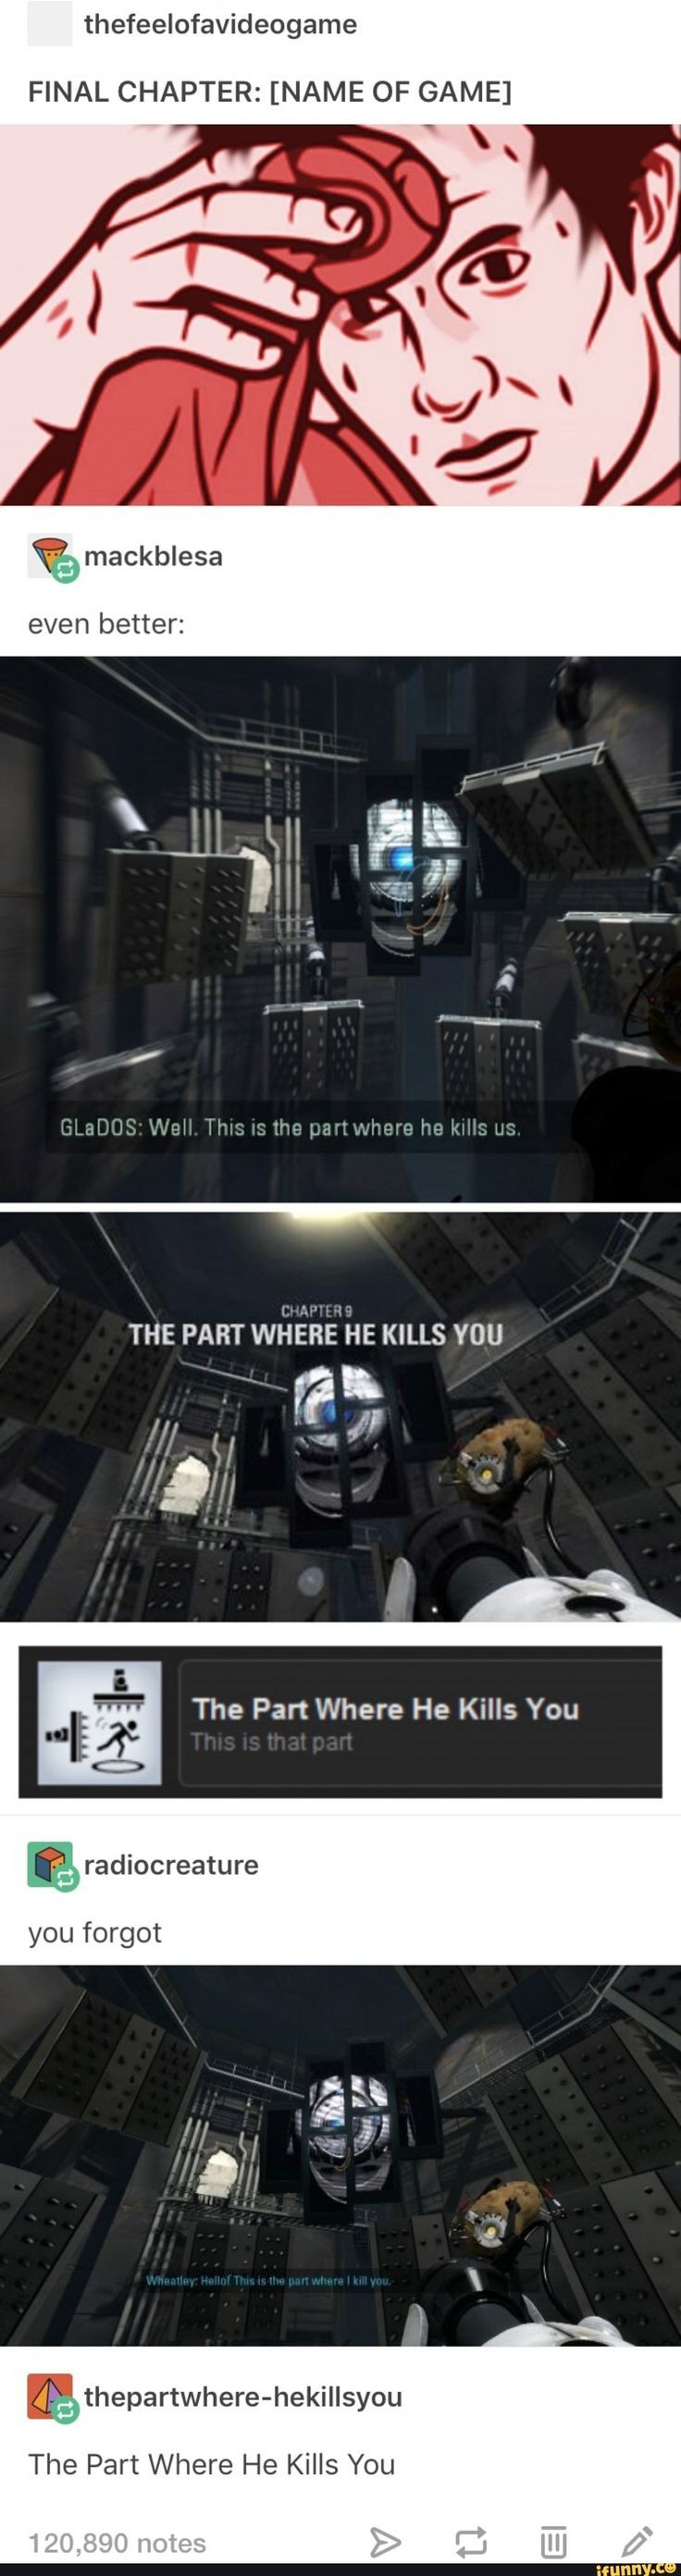 thefeelofavideogame
FINAL CHAPTER: [NAME OF GAME]
mackblesa
even better:
GLaDOS: Well. This is the part where he kills us.
CHAPTER 9
THE PART WHERE HE KILLS YOU
The Part Where He Kills You
This is that part
radiocreature
you forgot
Wheatley: Hello! This is the part where I kill you.
thepartwhere-hekillsyou
The Part Where He Kills You
120,890 notes
ifunny.co